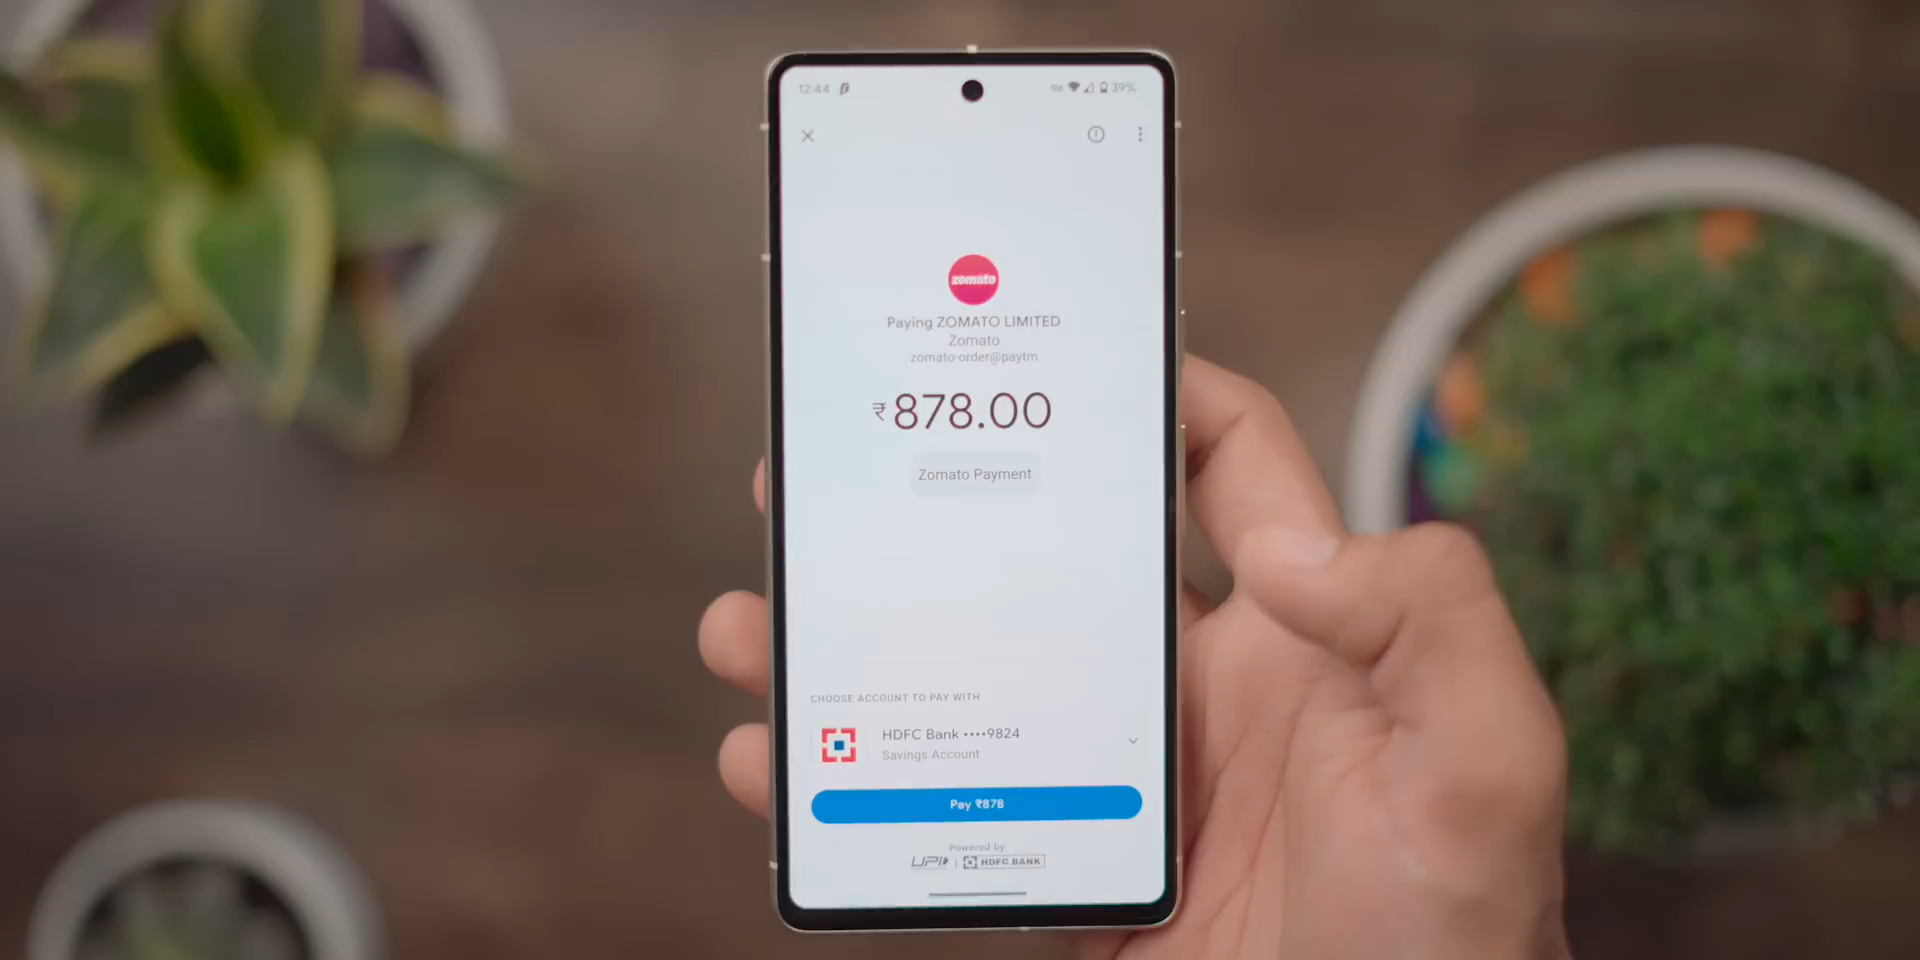 12:44
39%
zomato
Paying ZOMATO LIMITED
Zomato
zomato-order@paytm
₹878.00
Zomato Payment
CHOOSE ACCOUNT TO PAY WITH
HDFC Bank ••••9824
Savings Account
Pay ₹878
Powered by
UPI | HDFC BANK